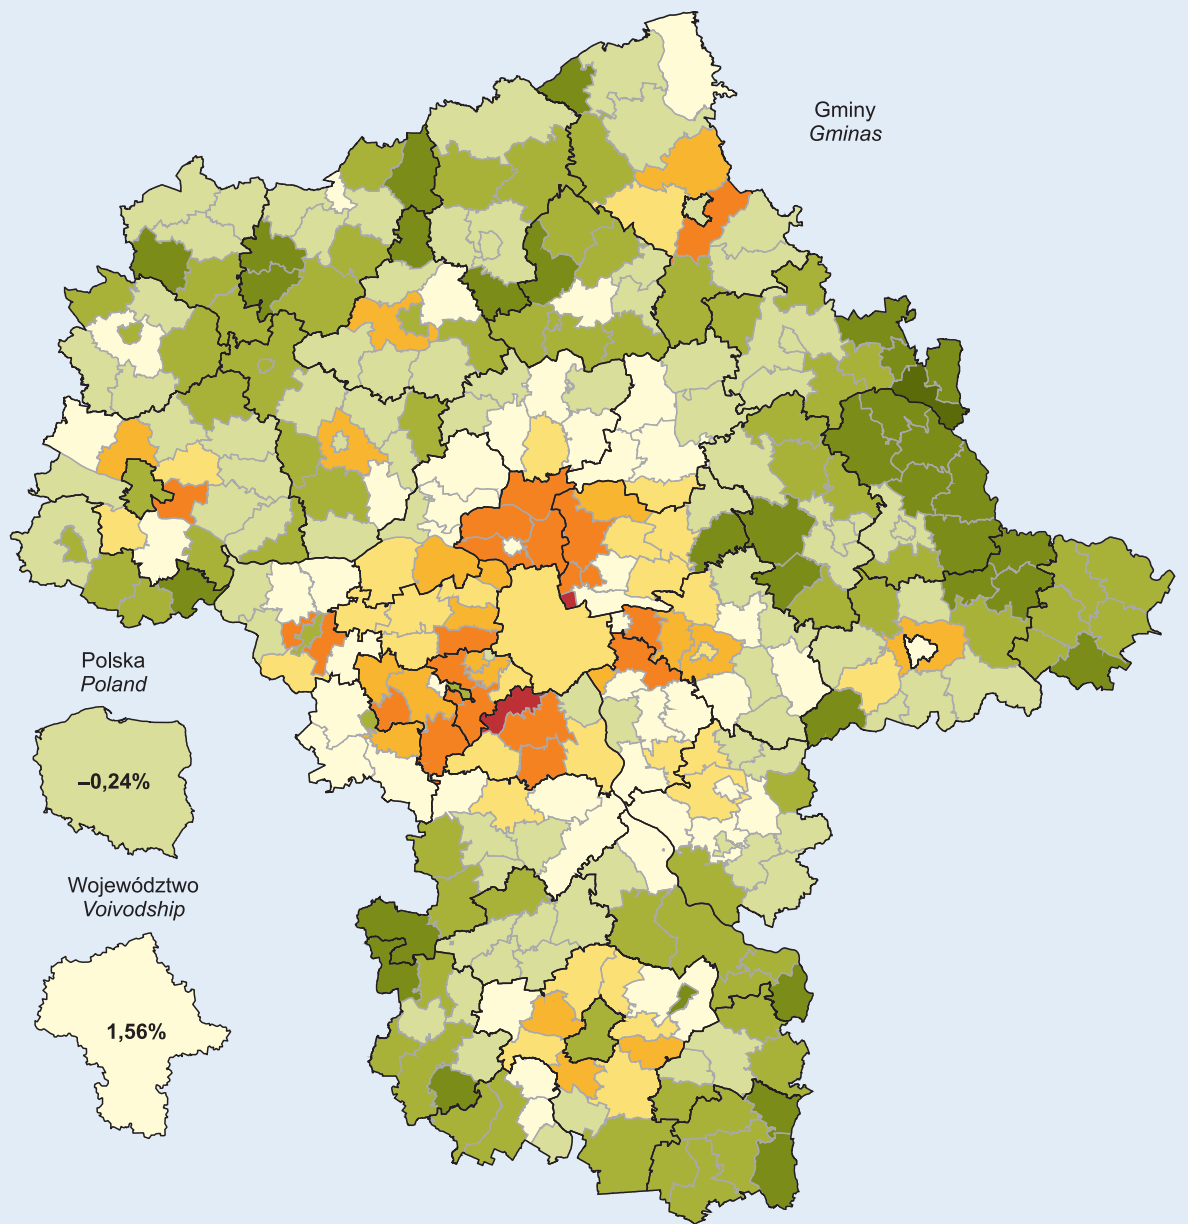 Gminy
Gminas
Polska
Poland
–0,24%
Województwo
Voivodship
1,56%